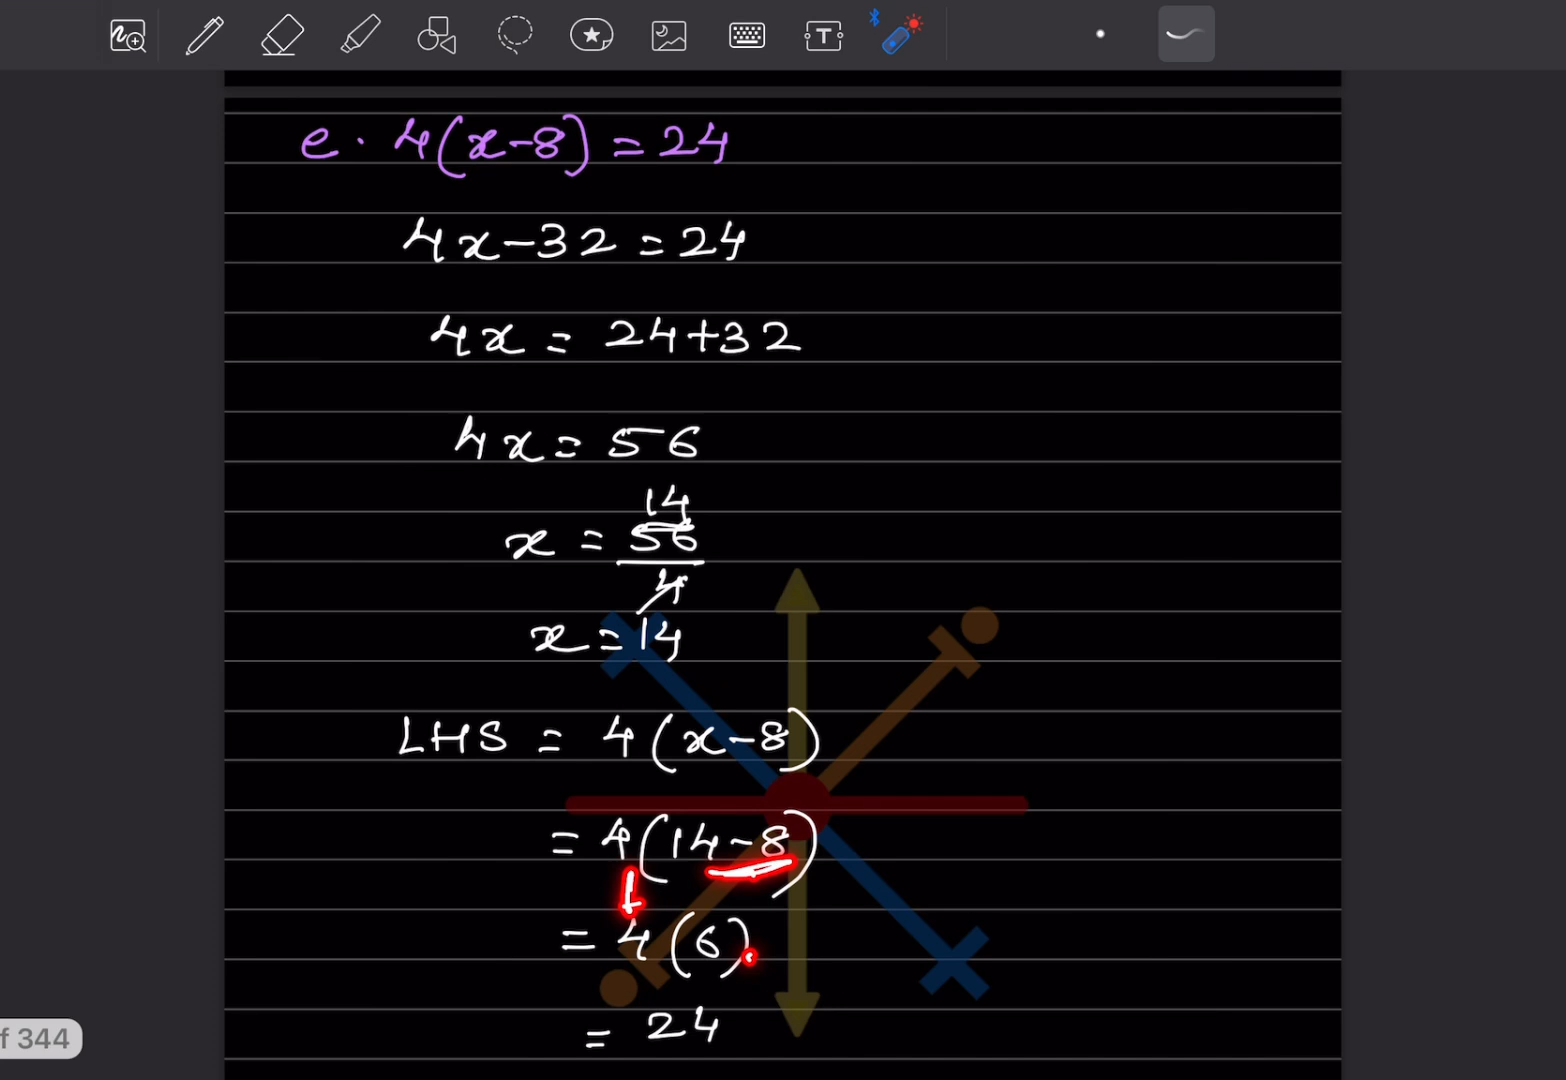 e. 4(x-8) = 24
4x-32 = 24
4x = 24+32
4x = 56
14
x = 56
4
x = 14
LHS = 4(x-8)
= 4(14-8)
= 4(6)
= 24
f 344